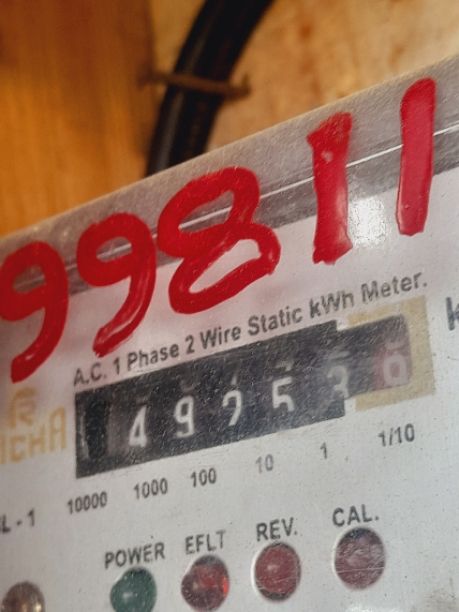 99811
A.C. 1 Phase 2 Wire Static kWh Meter.
10000 1000 100 10 1 1/10
L - 1
POWER EFLT REV. CAL.